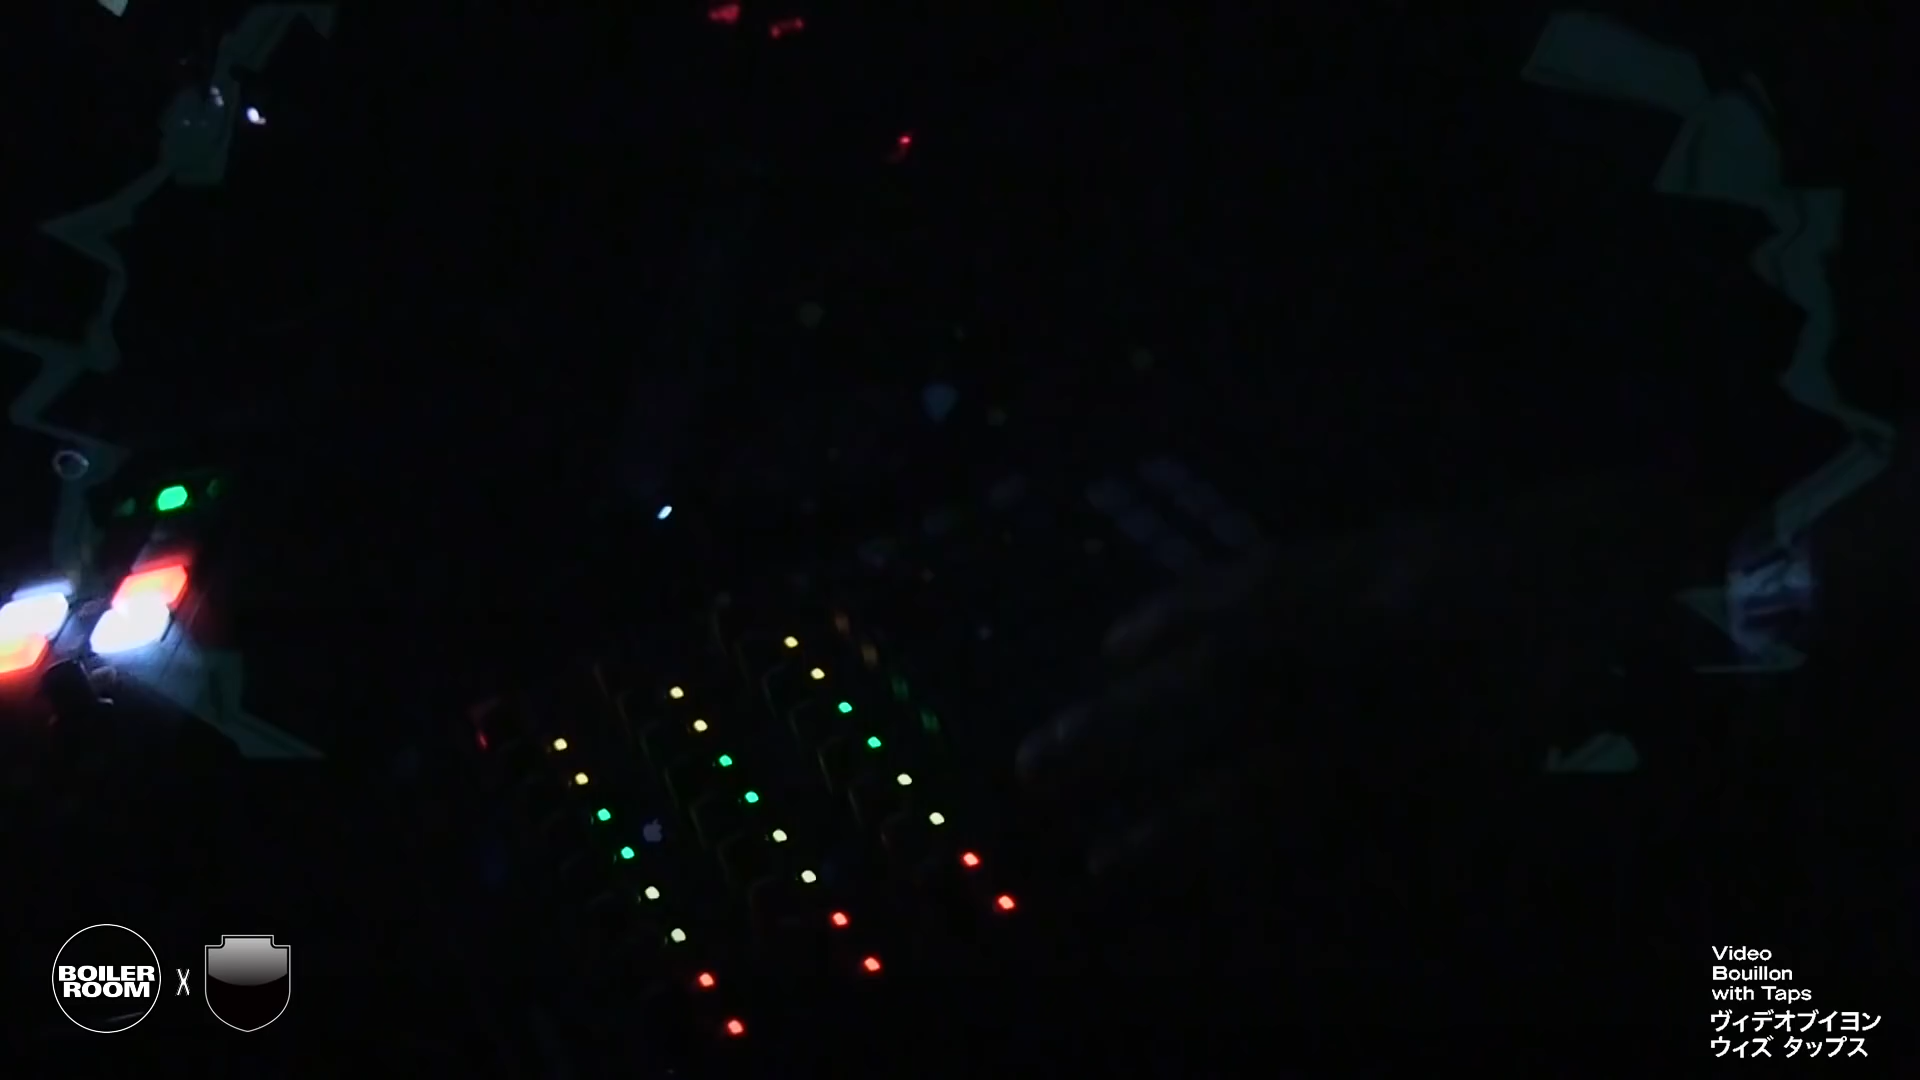 BOILER
ROOM
X
Video
Bouillon
with Taps
ヴィデオブイヨン
ウィズ タップス